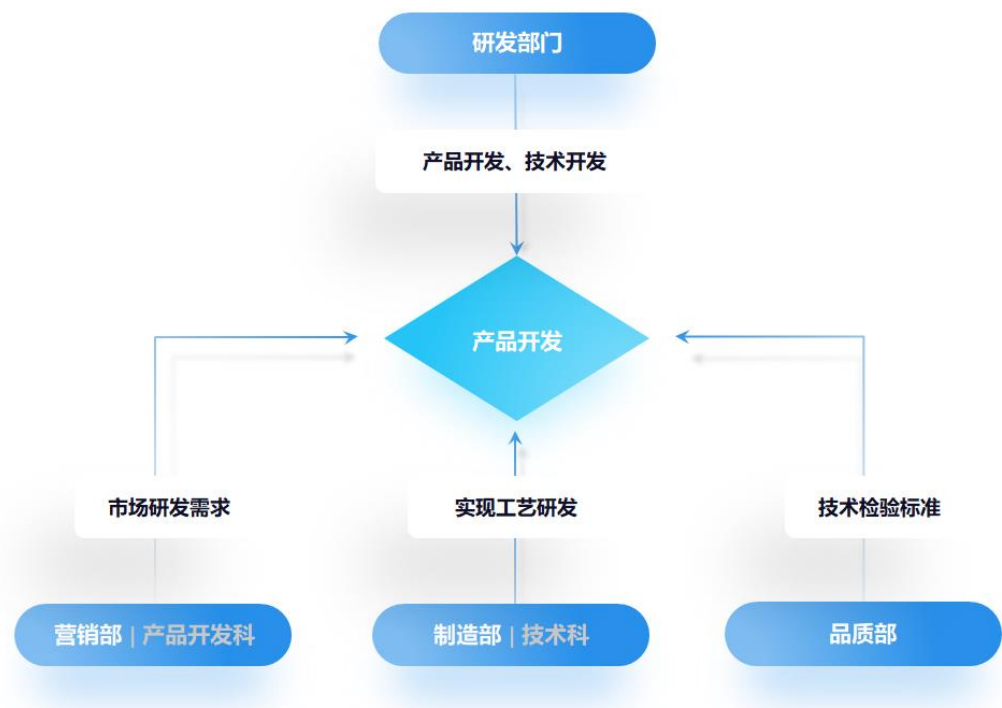 研发部门
产品开发、技术开发
产品开发
市场研发需求
实现工艺研发
技术检验标准
营销部 | 产品开发科
制造部 | 技术科
品质部